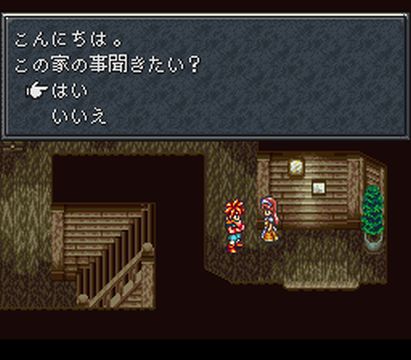 こんにちは。
この家の事聞きたい？
はい
いいえ